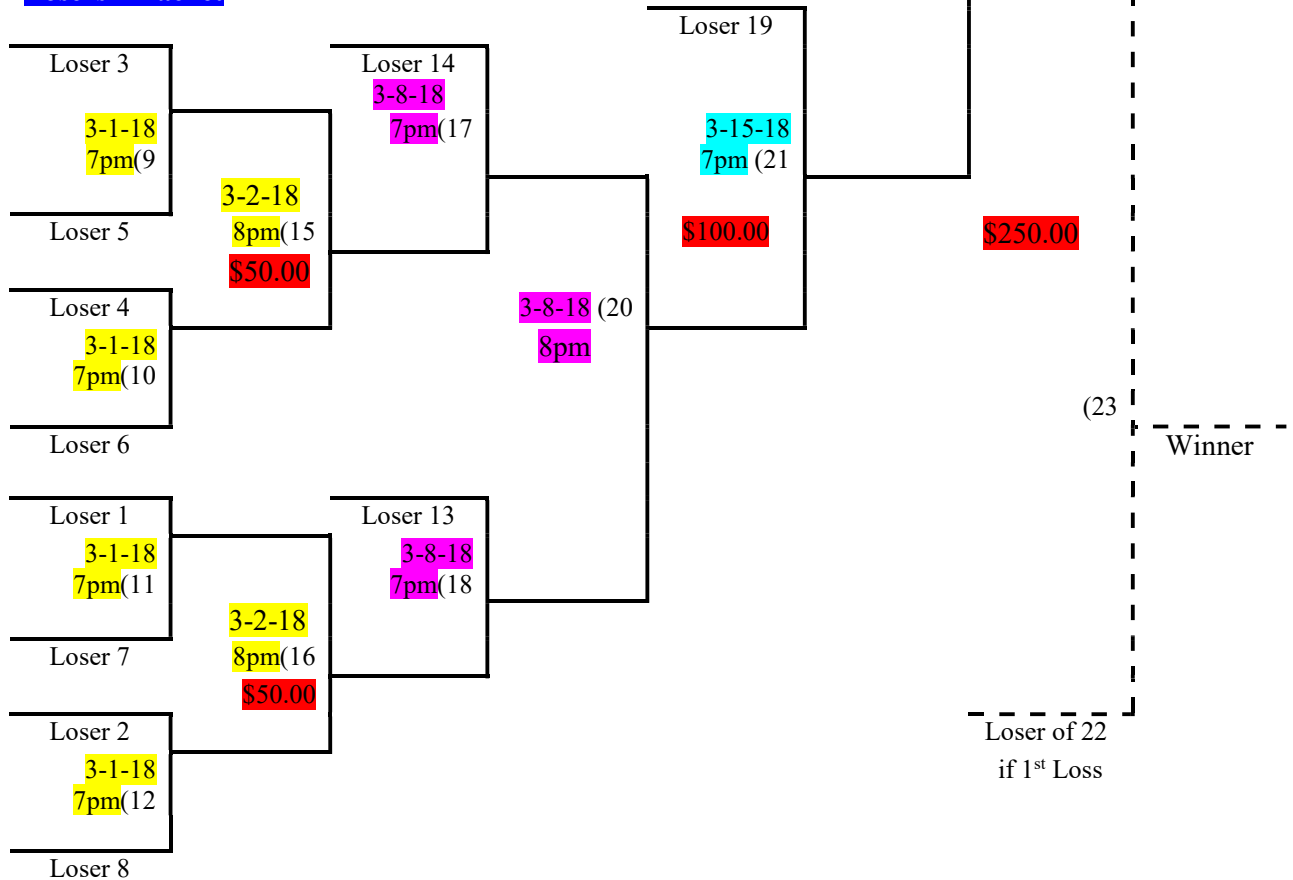 Loser 19
Loser 3
Loser 14
3-8-18
7pm(17
3-1-18
7pm(9
3-15-18
7pm (21
3-2-18
8pm(15
$50.00
Loser 5
$100.00
$250.00
Loser 4
3-1-18
7pm(10
3-8-18 (20
8pm
Loser 6
(23
Winner
Loser 1
3-1-18
7pm(11
Loser 13
3-8-18
7pm(18
3-2-18
8pm(16
$50.00
Loser 7
Loser 2
3-1-18
7pm(12
Loser of 22
if 1st Loss
Loser 8